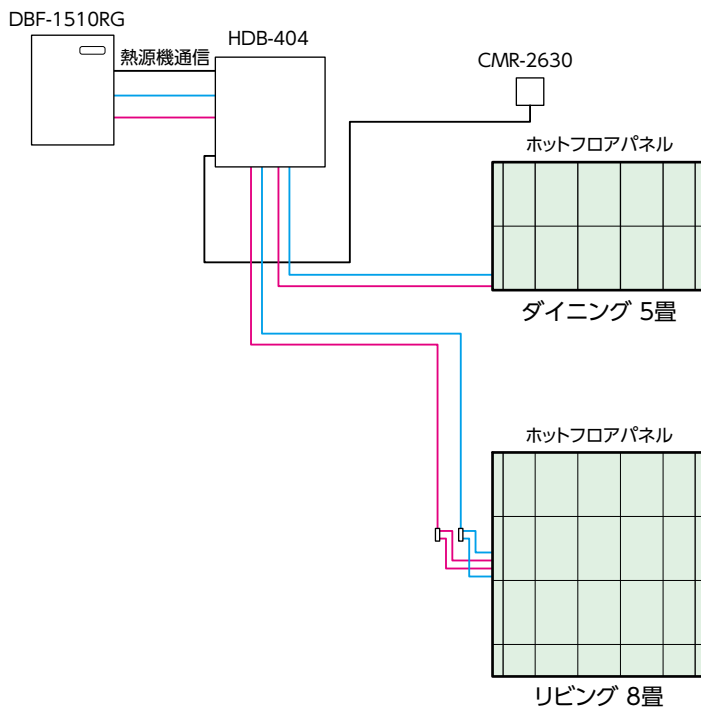 DBF-1510RG
熱源機通信
HDB-404
CMR-2630
ホットフロアパネル
ダイニング 5畳
ホットフロアパネル
リビング 8畳